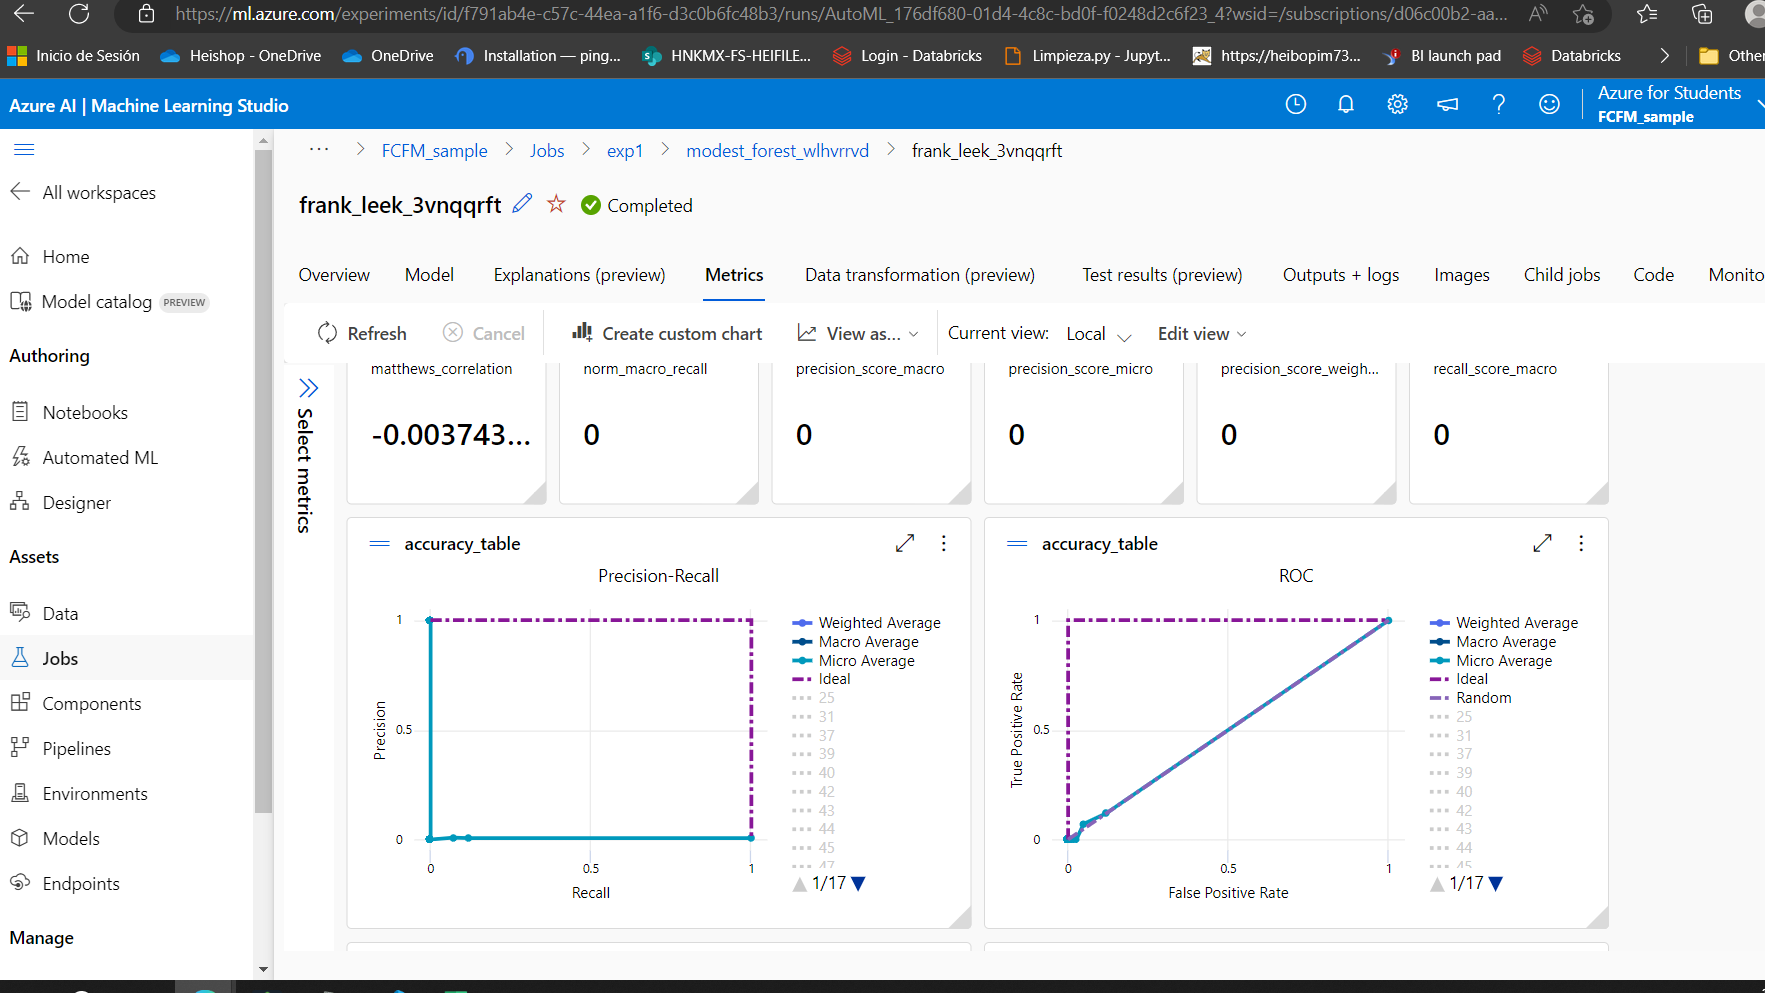 https://ml.azure.com/experiments/id/f791ab4e-c57c-44ea-a1f6-d3c0b6fc48b3/runs/AutoML_176df680-01d4-4c8c-bd0f-f0248d2c6f23_4?wsid=/subscriptions/d06c00b2-aa...
Inicio de Sesión Heishop - OneDrive OneDrive Installation — ping... HNKMX-FS-HEIFILE... Login - Databricks Limpieza.py - Jupyt... https://heibopim73... BI launch pad Databricks Other
Azure AI | Machine Learning Studio
Azure for Students
FCFM_sample
... > FCFM_sample > Jobs > exp1 > modest_forest_wlhvrrvd > frank_leek_3vnqqrft
All workspaces
Home
Model catalog PREVIEW
Authoring
Notebooks
Automated ML
Designer
Assets
Data
Jobs
Components
Pipelines
Environments
Models
Endpoints
Manage
frank_leek_3vnqqrft Completed
Overview Model Explanations (preview) Metrics Data transformation (preview) Test results (preview) Outputs + logs Images Child jobs Code Monito
Refresh Cancel Create custom chart View as... Current view: Local Edit view
Select metrics
matthews_correlation norm_macro_recall precision_score_macro precision_score_micro precision_score_weigh... recall_score_macro
-0.003743... 0 0 0 0 0
accuracy_table
Precision-Recall
Precision
1
0.5
0
0 0.5 1
Recall
Weighted Average
Macro Average
Micro Average
Ideal
25
31
37
39
40
42
43
44
45
47
1/17
accuracy_table
ROC
True Positive Rate
1
0.5
0
0 0.5 1
False Positive Rate
Weighted Average
Macro Average
Micro Average
Ideal
Random
25
31
37
39
40
42
43
44
45
1/17